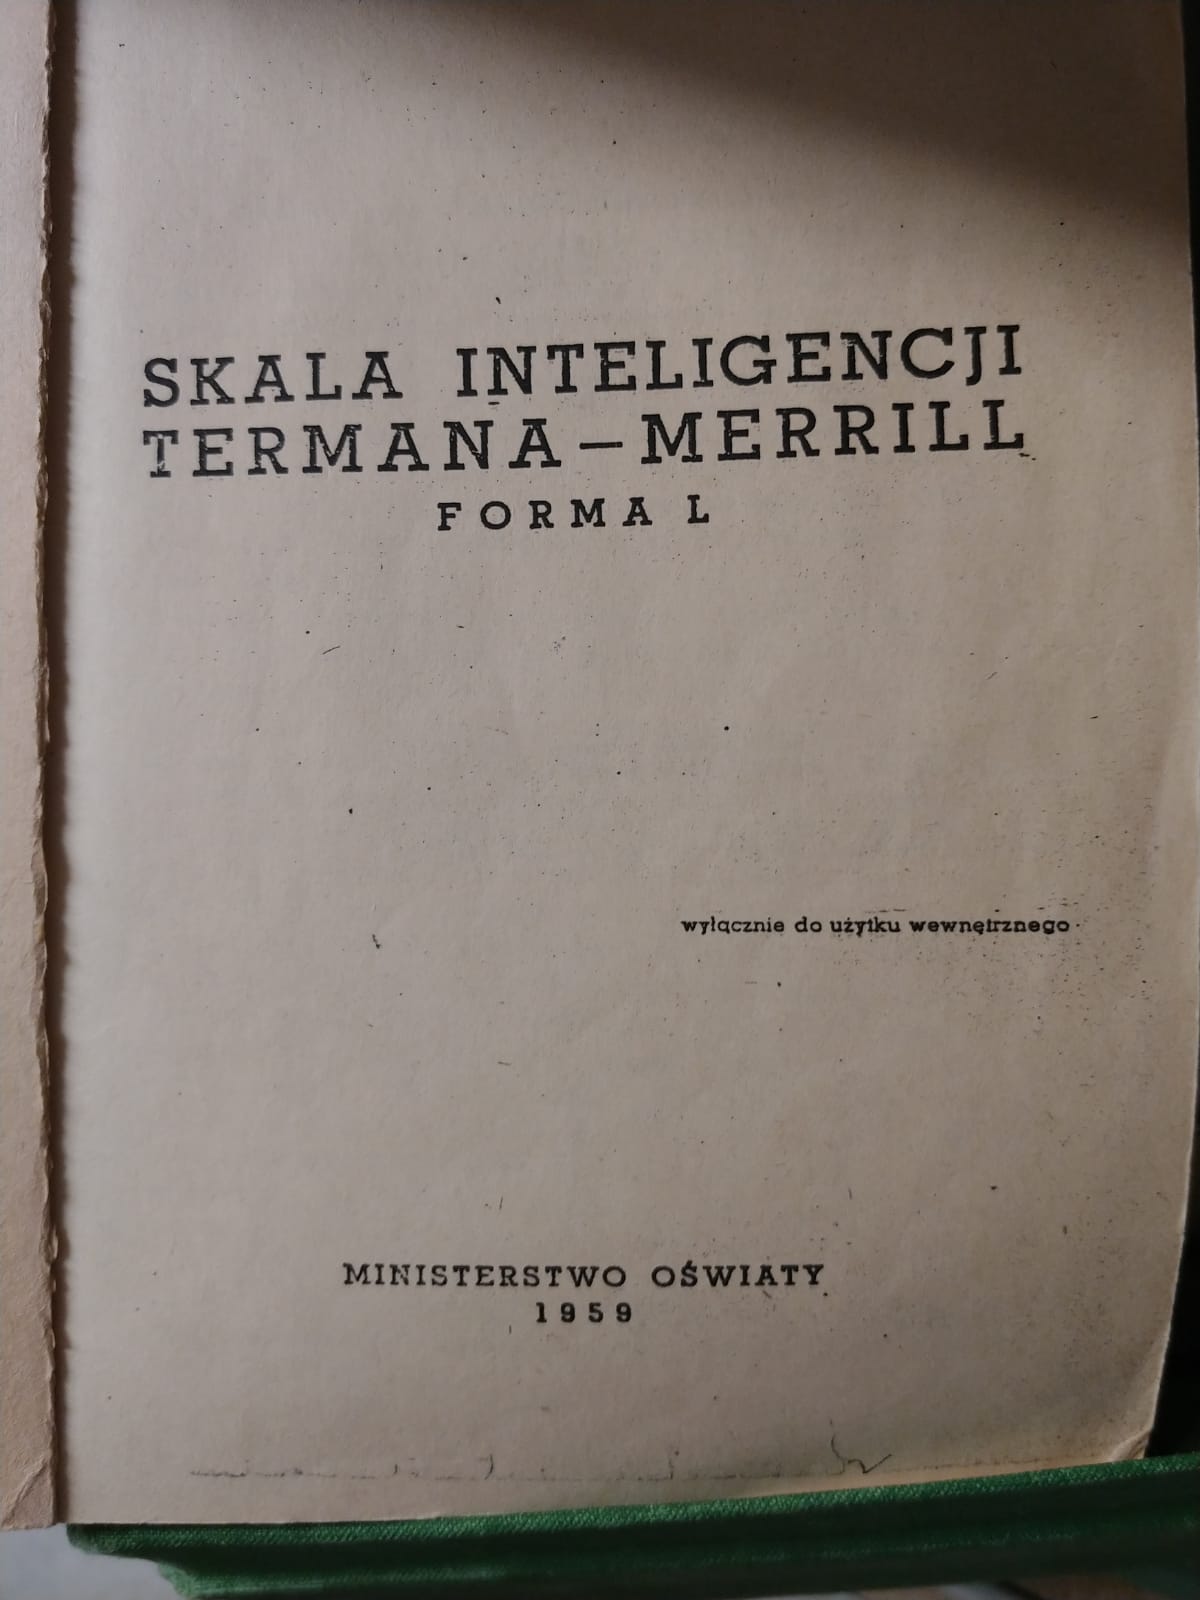 SKALA INTELIGENCJI
TERMANA–MERRILL
FORMA L
wyłącznie do użytku wewnętrznego
MINISTERSTWO OŚWIATY
1959